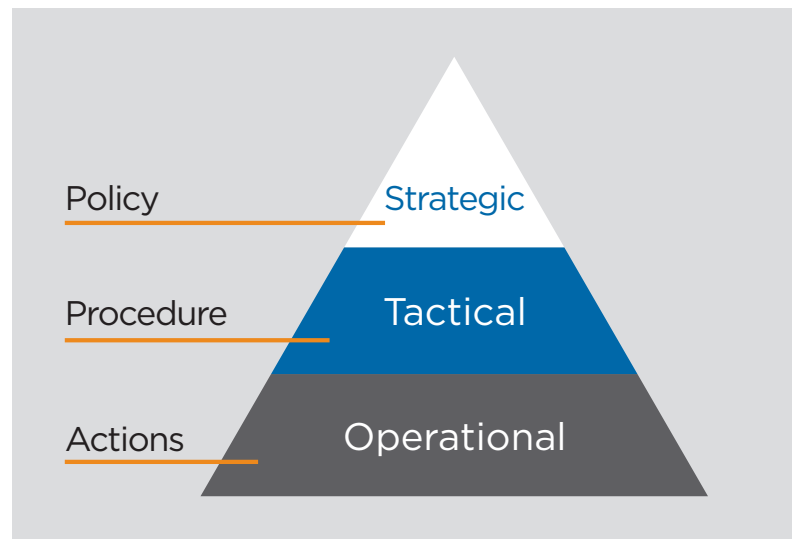 Policy
Strategic
Procedure
Tactical
Actions
Operational